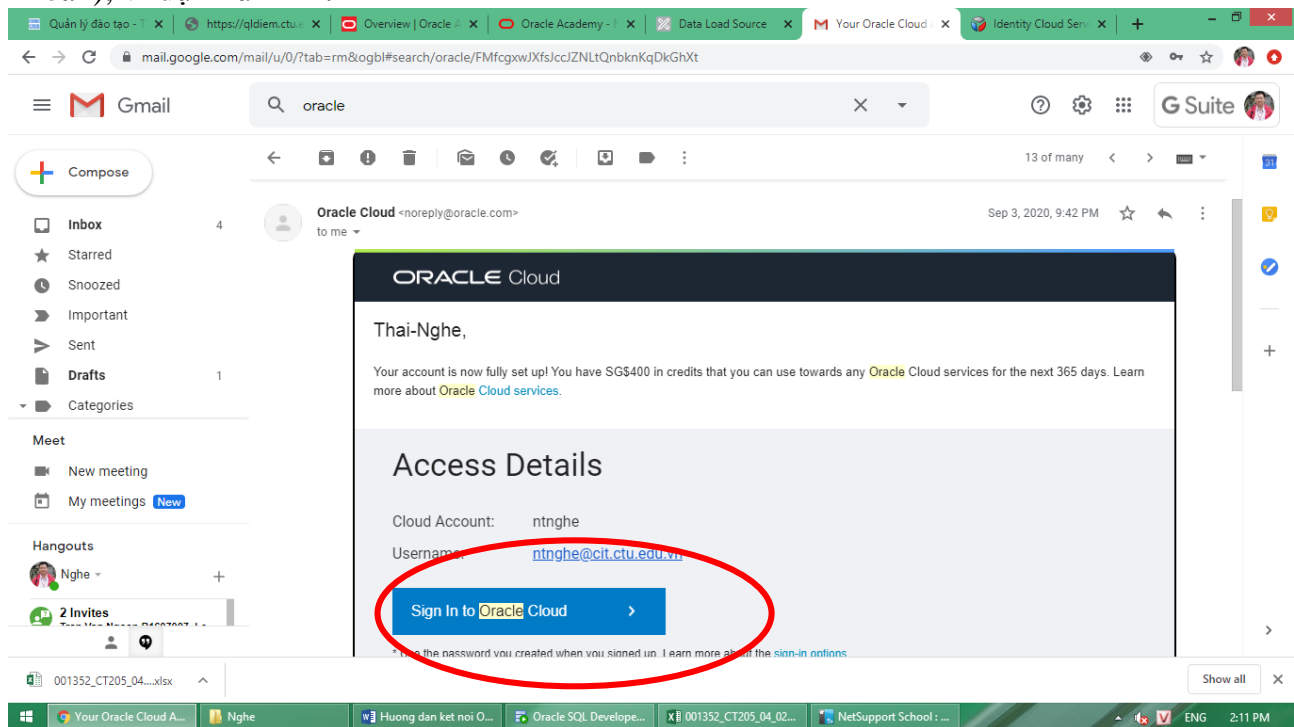 Quản lý đào tạo - T
https://qldiem.ctu.e
Overview | Oracle A
Oracle Academy -
Data Load Source
Your Oracle Cloud
Identity Cloud Serv
mail.google.com/mail/u/0/?tab=rm&ogbl#search/oracle/FMfcgxwJXfsJccJZNLtQnbknKqDkGhXt
Gmail
oracle
G Suite
Compose
13 of many
31
Inbox 4
Starred
Snoozed
Important
Sent
Drafts 1
Categories
Meet
New meeting
My meetings New
Hangouts
Nghe
2 Invites
Oracle Cloud <noreply@oracle.com>
Sep 3, 2020, 9:42 PM
to me
ORACLE Cloud
Thai-Nghe,
Your account is now fully set up! You have SG$400 in credits that you can use towards any Oracle Cloud services for the next 365 days. Learn
more about Oracle Cloud services.
Access Details
Cloud Account: ntnghe
Username: ntnghe@cit.ctu.edu.vn
Sign In to Oracle Cloud
* Use the password you created when you signed up. Learn more about the sign-in options
001352_CT205_04....xlsx
Show all
Your Oracle Cloud A...
Nghe
Huong dan ket noi O...
Oracle SQL Develope...
001352_CT205_04_02...
NetSupport School : ...
ENG
2:11 PM